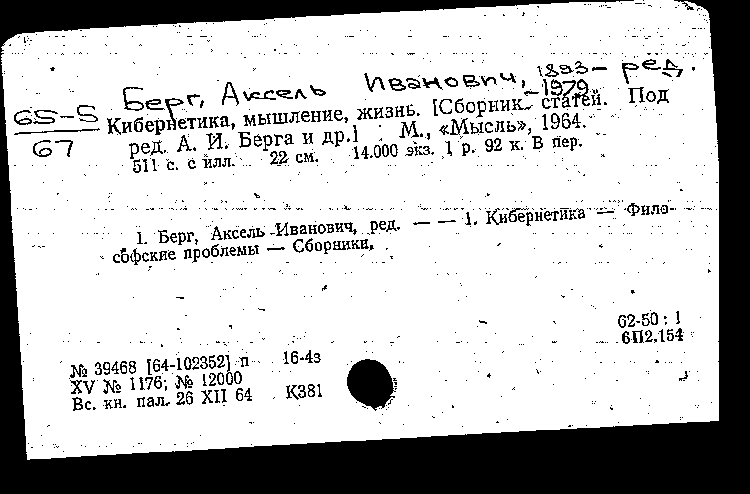 Берг, Аксель Иванович, 1893-1979 ред.
65-5
67
Кибернетика, мышление, жизнь. [Сборник статей. Под
ред. А. И. Берга и др.] М., «Мысль», 1964.
511 с. с илл. 22 см. 14.000 экз. 1 р. 92 к. В пер.
1. Берг, Аксель Иванович, ред. — — 1. Кибернетика — Фило-
софские проблемы — Сборники.
62-50 : 1
6П2.154
№ 39468 [64-102352] п 16-4з
XV № 1176; № 12000
Вс. кн. пал. 26 XII 64 К381